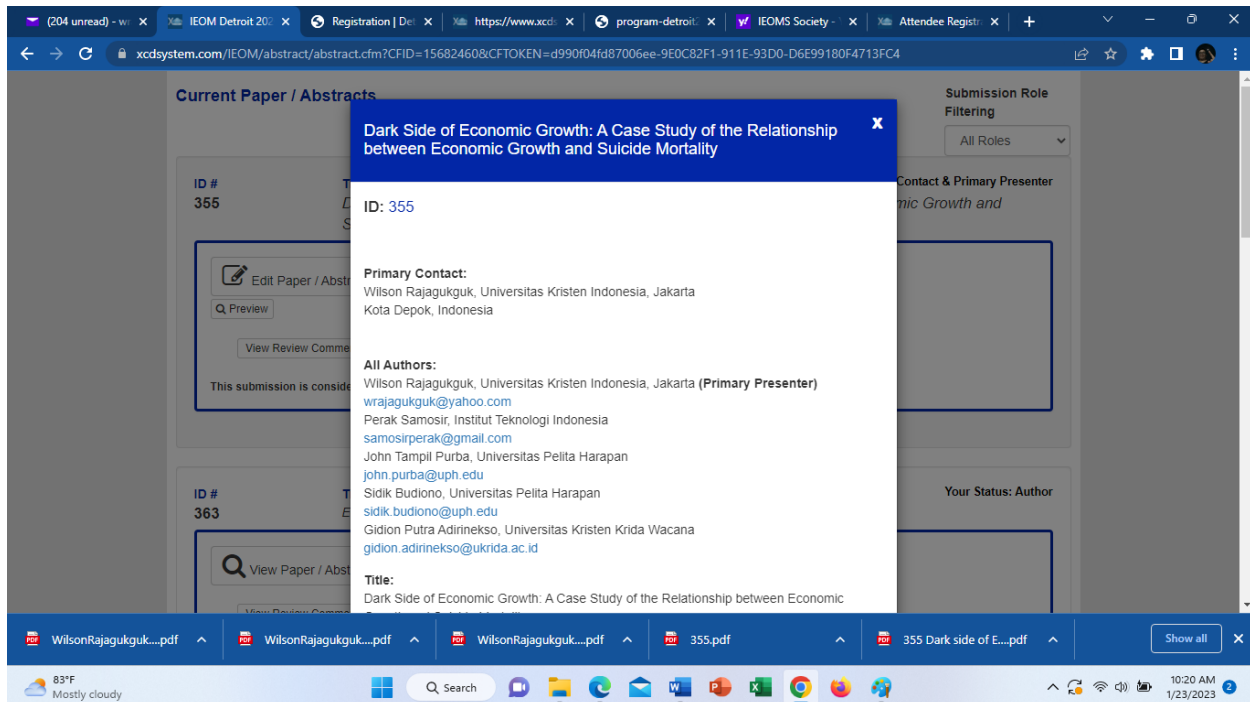 (204 unread) - wr
IEOM Detroit 202
Registration | Det
https://www.xcds
program-detroit2
IEOMS Society -
Attendee Registr
xcdsystem.com/IEOM/abstract/abstract.cfm?CFID=15682460&CFTOKEN=d990f04fd87006ee-9E0C82F1-911E-93D0-D6E99180F4713FC4
Current Paper / Abstracts
Submission Role
Filtering
All Roles
Dark Side of Economic Growth: A Case Study of the Relationship
between Economic Growth and Suicide Mortality
X
ID #
355
Contact & Primary Presenter
mic Growth and
ID: 355
Edit Paper / Abstr
Preview
View Review Comme
This submission is conside
Primary Contact:
Wilson Rajagukguk, Universitas Kristen Indonesia, Jakarta
Kota Depok, Indonesia
All Authors:
Wilson Rajagukguk, Universitas Kristen Indonesia, Jakarta (Primary Presenter)
wrajagukguk@yahoo.com
Perak Samosir, Institut Teknologi Indonesia
samosirperak@gmail.com
John Tampil Purba, Universitas Pelita Harapan
john.purba@uph.edu
Sidik Budiono, Universitas Pelita Harapan
sidik.budiono@uph.edu
Gidion Putra Adirinekso, Universitas Kristen Krida Wacana
gidion.adirinekso@ukrida.ac.id
ID #
363
Your Status: Author
View Paper / Abst
Title:
Dark Side of Economic Growth: A Case Study of the Relationship between Economic
WilsonRajagukguk....pdf
WilsonRajagukguk....pdf
WilsonRajagukguk....pdf
355.pdf
355 Dark side of E....pdf
Show all
83°F
Mostly cloudy
Search
10:20 AM
1/23/2023
2